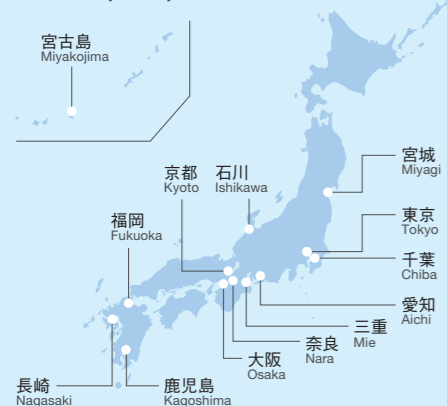 宮古島
Miyakojima
京都
Kyoto
石川
Ishikawa
宮城
Miyagi
福岡
Fukuoka
東京
Tokyo
千葉
Chiba
愛知
Aichi
三重
Mie
奈良
Nara
大阪
Osaka
長崎
Nagasaki
鹿児島
Kagoshima